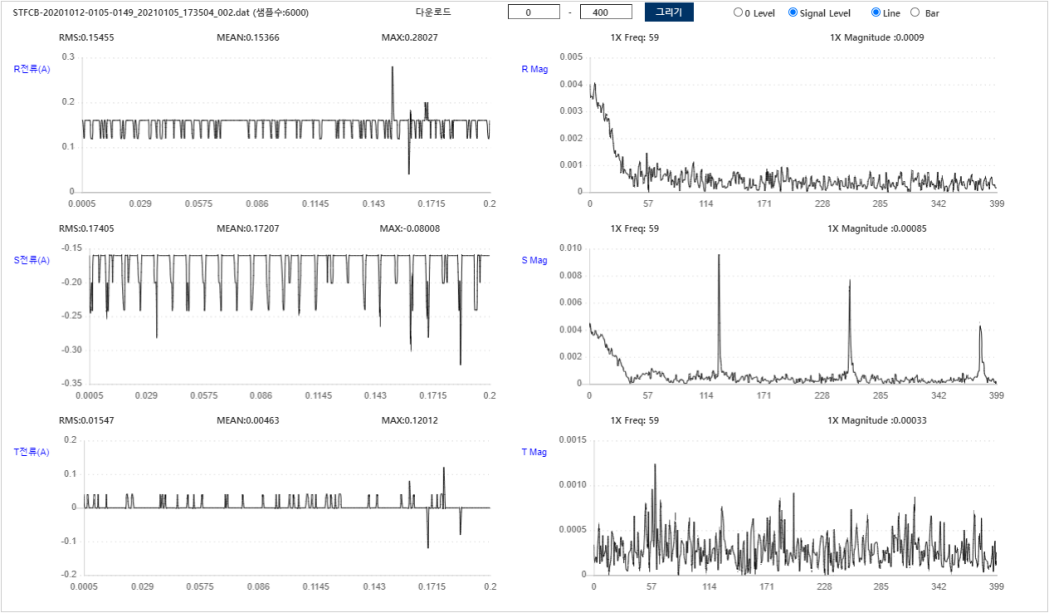 STFCB-20201012-0105-0149_20210105_173504_002.dat (샘플수:6000) 다운로드 0 - 400 그리기 0 Level Signal Level Line Bar
RMS:0.15455 MEAN:0.15366 MAX:0.28027 1X Freq: 59 1X Magnitude :0.0009
R전류(A)
0.3
0.2
0.1
0
0.0005 0.029 0.0575 0.086 0.1145 0.143 0.1715 0.2
R Mag
0.005
0.004
0.003
0.002
0.001
0
0 57 114 171 228 285 342 399
RMS:0.17405 MEAN:0.17207 MAX:-0.08008 1X Freq: 59 1X Magnitude :0.00085
S전류(A)
-0.15
-0.20
-0.25
-0.30
-0.35
0.0005 0.029 0.0575 0.086 0.1145 0.143 0.1715 0.2
S Mag
0.010
0.008
0.006
0.004
0.002
0
0 57 114 171 228 285 342 399
RMS:0.01547 MEAN:0.00463 MAX:0.12012 1X Freq: 59 1X Magnitude :0.00033
T전류(A)
0.2
0.1
0
-0.1
-0.2
0.0005 0.029 0.0575 0.086 0.1145 0.143 0.1715 0.2
T Mag
0.0015
0.0010
0.0005
0
0 57 114 171 228 285 342 399